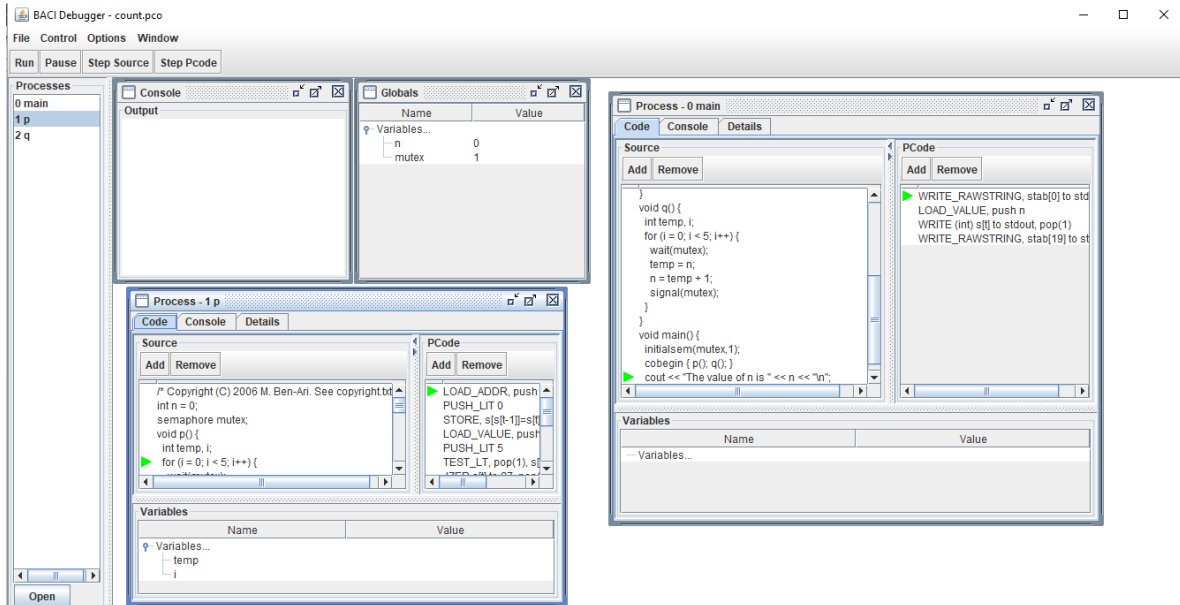 BACI Debugger - count.pco
File Control Options Window
Run Pause Step Source Step Pcode
Processes
0 main
1 p
2 q
Open
Console
Output
Globals
Name Value
Variables...
n 0
mutex 1
Process - 1 p
Code Console Details
Source
Add Remove
/* Copyright (C) 2006 M. Ben-Ari. See copyright.txt
int n = 0;
semaphore mutex;
void p() {
int temp, i;
for (i = 0; i < 5; i++) {
wait(mutex);
PCode
Add Remove
LOAD_ADDR, push
PUSH_LIT 0
STORE, s[s[t-1]]=s[t]
LOAD_VALUE, push
PUSH_LIT 5
TEST_LT, pop(1), s[
Variables
Name Value
Variables...
temp
i
Process - 0 main
Code Console Details
Source
Add Remove
}
void q() {
int temp, i;
for (i = 0; i < 5; i++) {
wait(mutex);
temp = n;
n = temp + 1;
signal(mutex);
}
}
void main() {
initialsem(mutex,1);
cobegin { p(); q(); }
cout << "The value of n is " << n << "\n";
PCode
Add Remove
WRITE_RAWSTRING, stab[0] to std
LOAD_VALUE, push n
WRITE (int) s[t] to stdout, pop(1)
WRITE_RAWSTRING, stab[19] to st
Variables
Name Value
Variables...